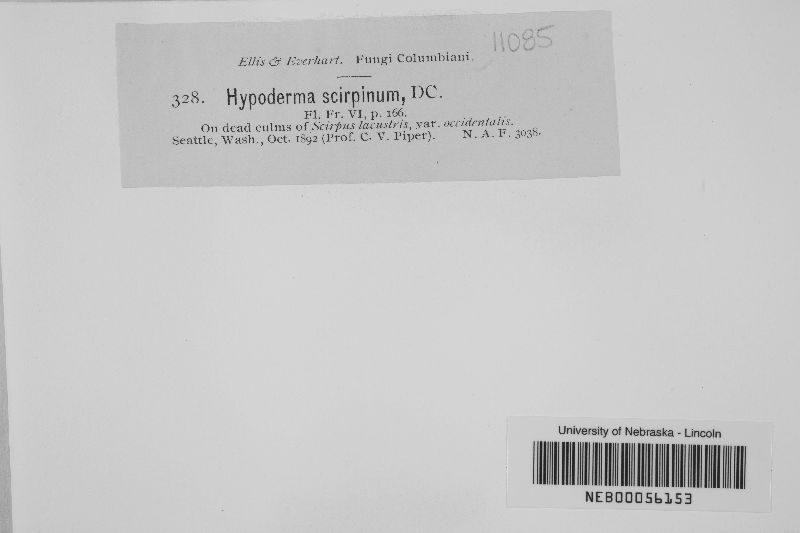 11085
Ellis & Everhart. Fungi Columbiani.
328. Hypoderma scirpinum, DC.
Fl. Fr. VI, p. 166.
On dead culms of Scirpus lacustris, var. occidentalis.
Seattle, Wash., Oct. 1892 (Prof. C. V. Piper). N. A. F. 3038.
University of Nebraska - Lincoln
NEB00056153